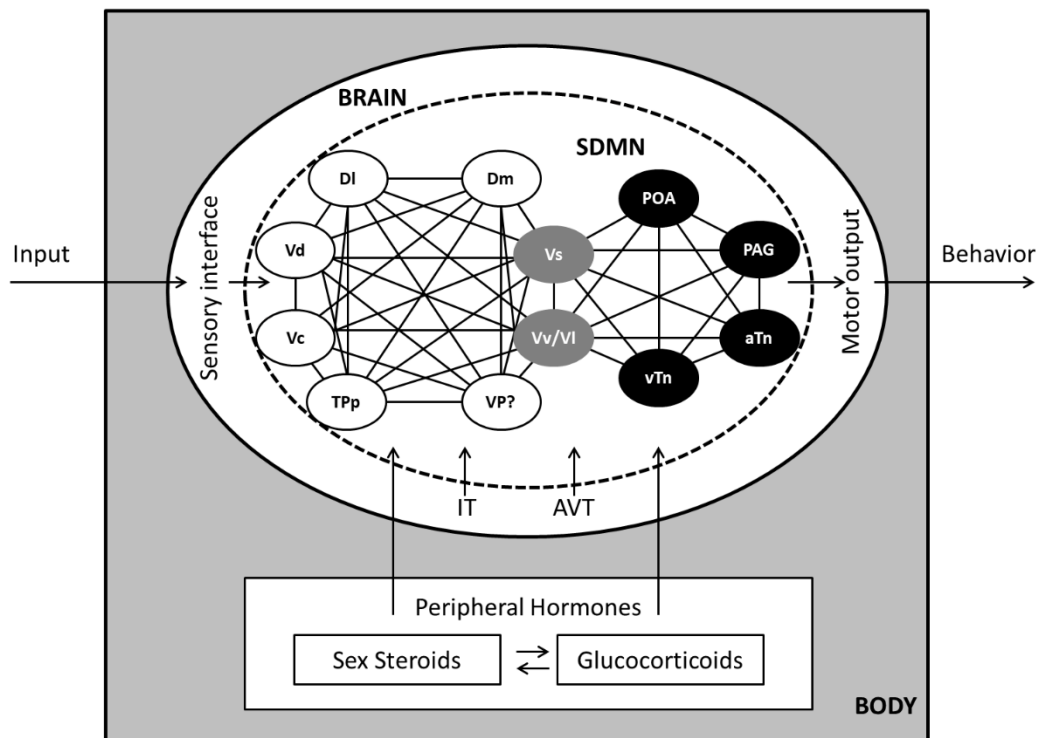 BRAIN
SDMN
Dl
Dm
POA
Vd
Vs
PAG
Input
Sensory interface
Motor output
Behavior
Vc
Vv/Vl
aTn
TPp
VP?
vTn
IT
AVT
Peripheral Hormones
Sex Steroids
Glucocorticoids
BODY